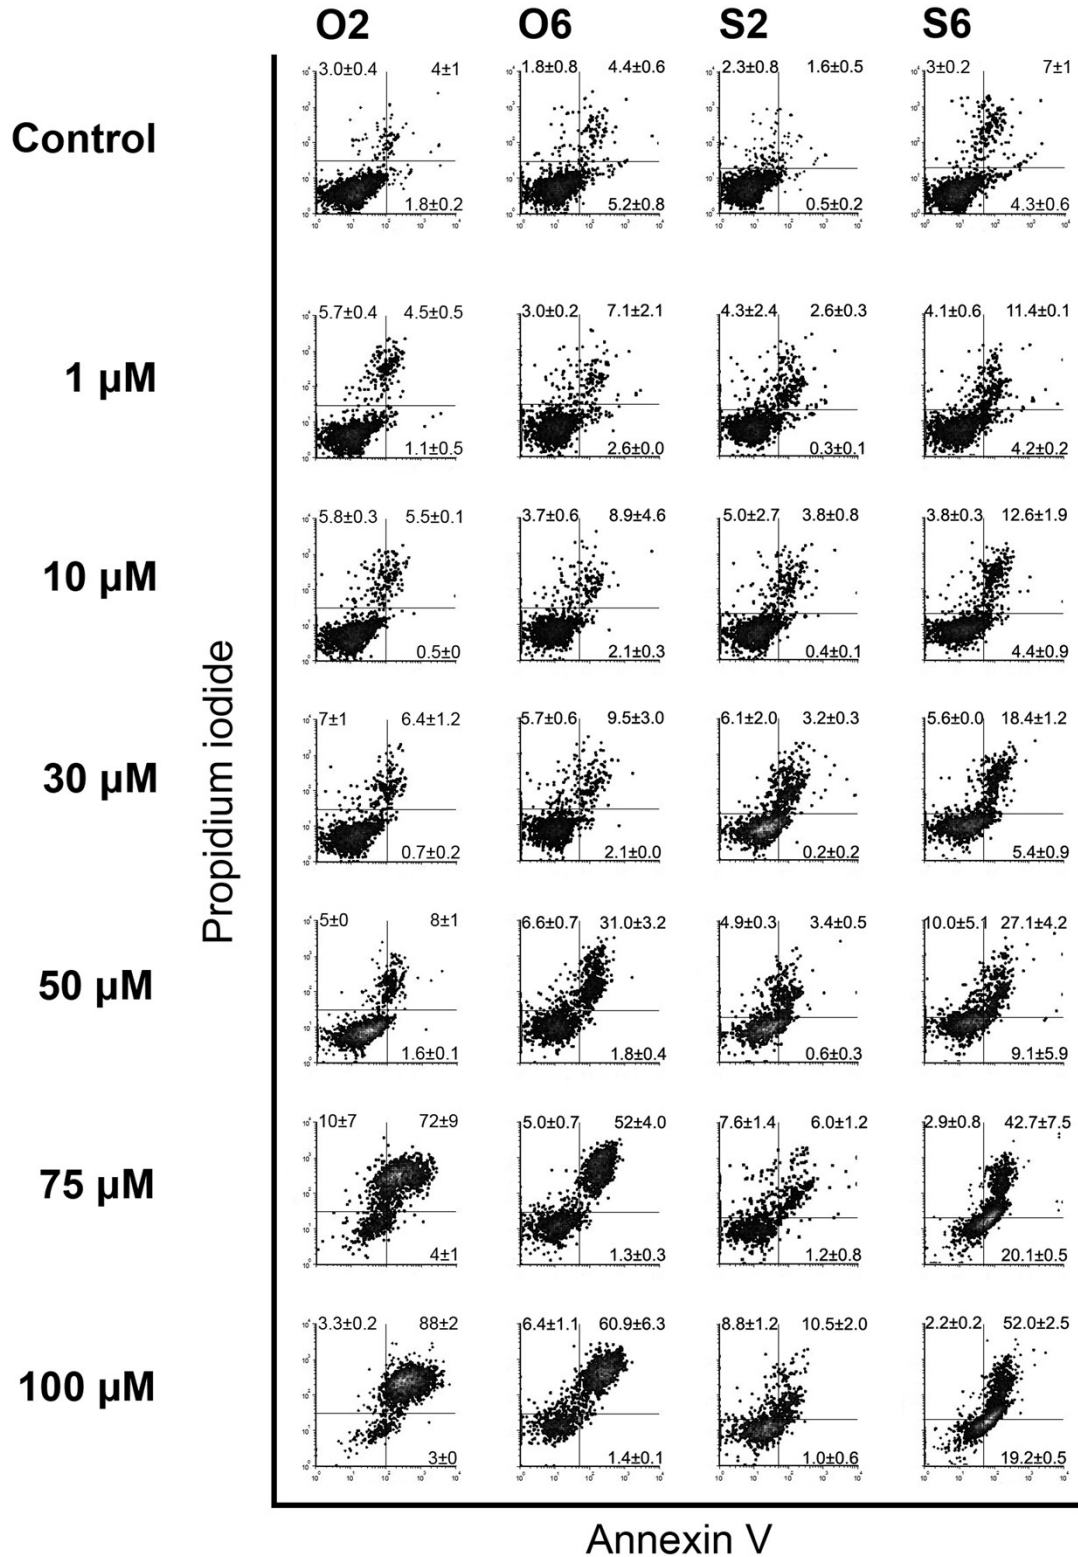 O2 O6 S2 S6
Control
3.0±0.4 4±1 1.8±0.8 4.4±0.6 2.3±0.8 1.6±0.5 3±0.2 7±1
1.8±0.2 5.2±0.8 0.5±0.2 4.3±0.6
1 µM
5.7±0.4 4.5±0.5 3.0±0.2 7.1±2.1 4.3±2.4 2.6±0.3 4.1±0.6 11.4±0.1
1.1±0.5 2.6±0.0 0.3±0.1 4.2±0.2
10 µM
5.8±0.3 5.5±0.1 3.7±0.6 8.9±4.6 5.0±2.7 3.8±0.8 3.8±0.3 12.6±1.9
0.5±0 2.1±0.3 0.4±0.1 4.4±0.9
30 µM
7±1 6.4±1.2 5.7±0.6 9.5±3.0 6.1±2.0 3.2±0.3 5.6±0.0 18.4±1.2
0.7±0.2 2.1±0.0 0.2±0.2 5.4±0.9
50 µM
5±0 8±1 6.6±0.7 31.0±3.2 4.9±0.3 3.4±0.5 10.0±5.1 27.1±4.2
1.6±0.1 1.8±0.4 0.6±0.3 9.1±5.9
75 µM
10±7 72±9 5.0±0.7 52±4.0 7.6±1.4 6.0±1.2 2.9±0.8 42.7±7.5
4±1 1.3±0.3 1.2±0.8 20.1±0.5
100 µM
3.3±0.2 88±2 6.4±1.1 60.9±6.3 8.8±1.2 10.5±2.0 2.2±0.2 52.0±2.5
3±0 1.4±0.1 1.0±0.6 19.2±0.5
Propidium iodide
Annexin V